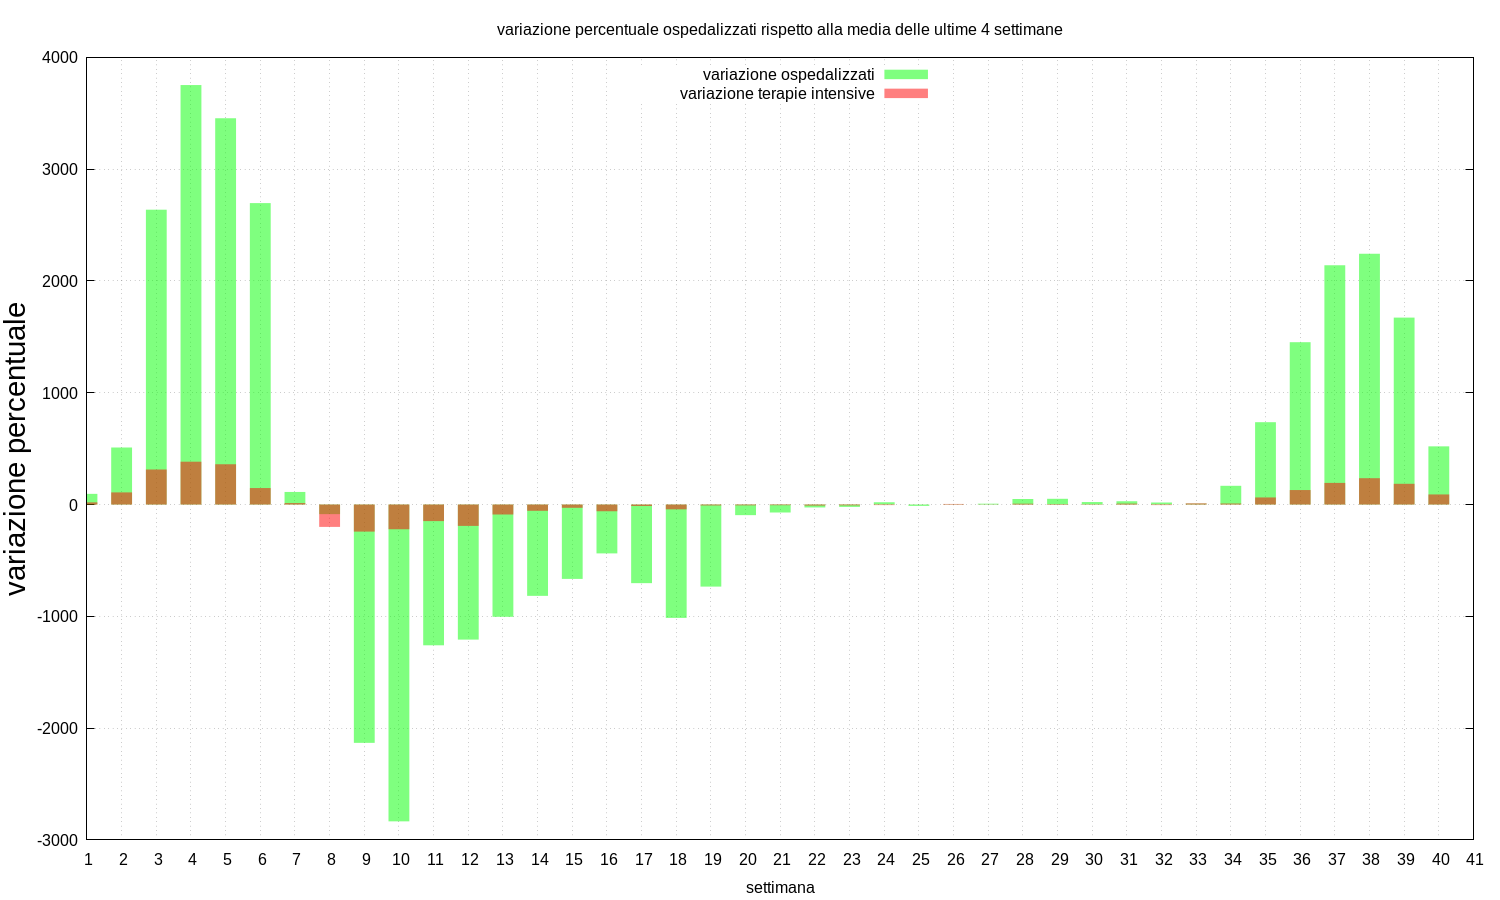 variazione percentuale ospedalizzati rispetto alla media delle ultime 4 settimane
variazione ospedalizzati
variazione terapie intensive
variazione percentuale
4000
3000
2000
1000
0
-1000
-2000
-3000
1 2 3 4 5 6 7 8 9 10 11 12 13 14 15 16 17 18 19 20 21 22 23 24 25 26 27 28 29 30 31 32 33 34 35 36 37 38 39 40 41
settimana